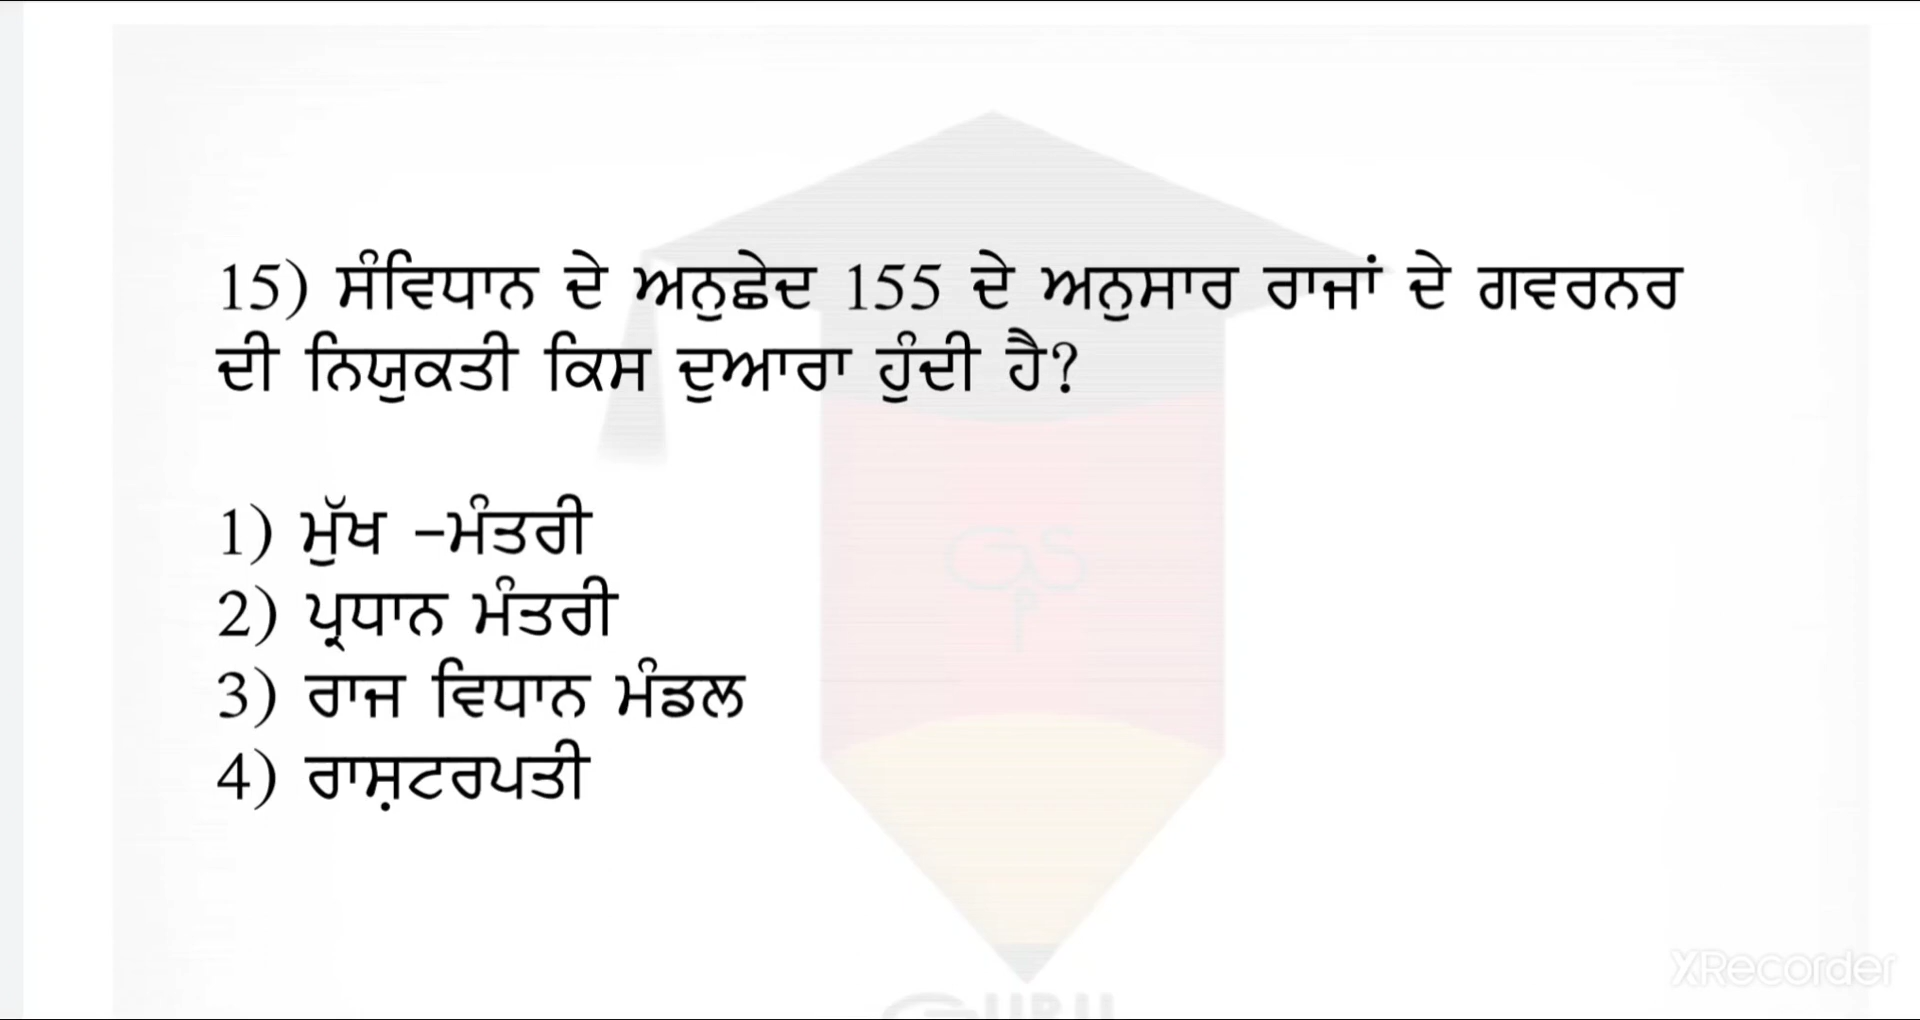 15) ਸੰਵਿਧਾਨ ਦੇ ਅਨੁਛੇਦ 155 ਦੇ ਅਨੁਸਾਰ ਰਾਜਾਂ ਦੇ ਗਵਰਨਰ
ਦੀ ਨਿਯੁਕਤੀ ਕਿਸ ਦੁਆਰਾ ਹੁੰਦੀ ਹੈ?
1) ਮੁੱਖ -ਮੰਤਰੀ
2) ਪ੍ਰਧਾਨ ਮੰਤਰੀ
3) ਰਾਜ ਵਿਧਾਨ ਮੰਡਲ
4) ਰਾਸ਼ਟਰਪਤੀ
XRecorder